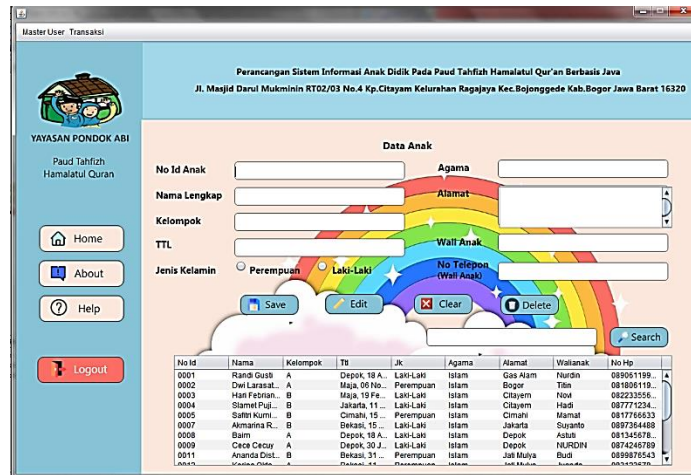 Master User Transaksi
Perancangan Sistem Informasi Anak Didik Pada Paud Tahfizh Hamalatul Qur'an Berbasis Java
Jl. Masjid Darul Mukminin RT02/03 No.4 Kp.Citayam Kelurahan Ragajaya Kec.Bojonggede Kab.Bogor Jawa Barat 16320
YAYASAN PONDOK ABI
Paud Tahfizh
Hamalatul Quran
Home
About
Help
Logout
Data Anak
No Id Anak
Nama Lengkap
Kelompok
TTL
Jenis Kelamin Perempuan Laki-Laki
Agama
Alamat
Wali Anak
No Telepon
(Wali Anak)
Save Edit Clear Delete
Search
No Id Nama Kelompok Ttl Jk Agama Alamat Walianak No Hp
0001 Randi Gusti A Depok, 18 A... Laki-Laki Islam Gas Alam Nurdin 089061199...
0002 Dwi Larasat... A Maja, 06 No... Perempuan Islam Bogor Titin 081806119...
0003 Hari Febrian... B Maja, 19 Fe... Laki-Laki Islam Citayem Novi 082233556...
0004 Slamet Puji... B Jakarta, 11 ... Laki-Laki Islam Citayem Hadi 087771234...
0005 Safitri Kurni... B Cimahi, 15 ... Perempuan Islam Cimahi Mamat 0817766633
0007 Akmarina R... B Bekasi, 15 ... Laki-Laki Islam Jakarta Suyanto 0897364488
0008 Baim A Depok, 18 A... Laki-Laki Islam Depok Astuti 081345678...
0009 Cece Cecuy A Depok, 30 J... Laki-Laki Islam Depok NURDIN 0874246789
0011 Ananda Dist... B Bekasi, 31 ... Perempuan Islam Jati Mulya Budi 0899876543